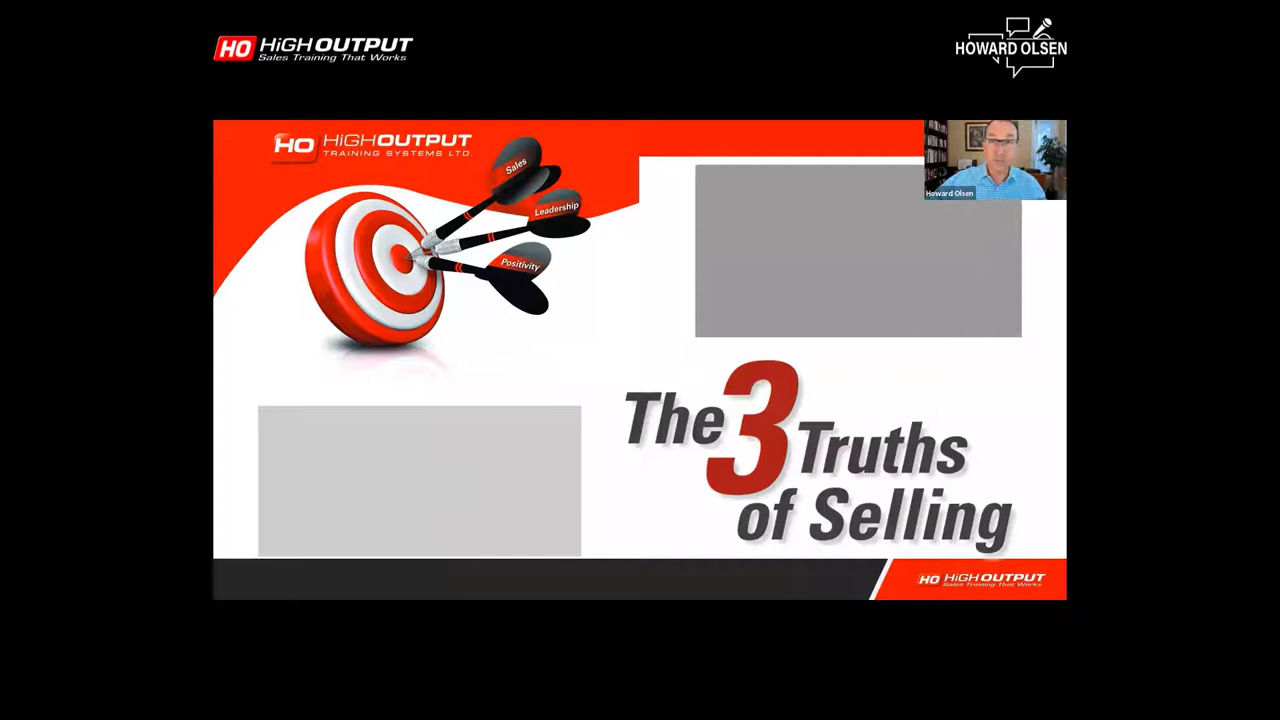 HO HiGH OUTPUT
Sales Training That Works
HOWARD OLSEN
HO HiGH OUTPUT
TRAINING SYSTEMS LTD.
Sales
Leadership
Positivity
Howard Olsen
The 3 Truths
of Selling
HO HiGH OUTPUT
Sales Training That Works